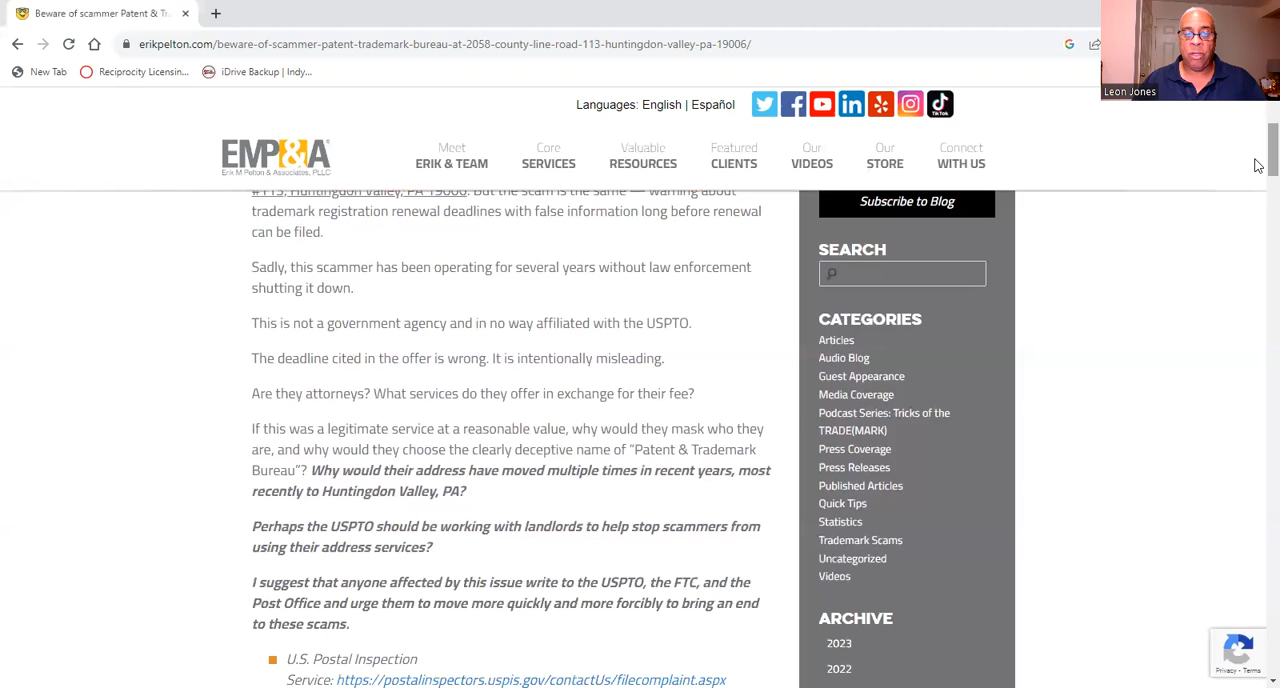 Beware of scammer Patent & Tr
erikpelton.com/beware-of-scammer-patent-trademark-bureau-at-2058-county-line-road-113-huntingdon-valley-pa-19006/
New Tab
Reciprocity Licensin...
iDrive Backup | Indy...
Leon Jones
Languages: English | Español
TikTok
EMP&A
Erik M Pelton & Associates, PLLC
Meet
ERIK & TEAM
Core
SERVICES
Valuable
RESOURCES
Featured
CLIENTS
Our
VIDEOS
Our
STORE
Connect
WITH US
#113, Huntingdon Valley, PA 19006. But the scam is the same — warning about
trademark registration renewal deadlines with false information long before renewal
can be filed.
Sadly, this scammer has been operating for several years without law enforcement
shutting it down.
This is not a government agency and in no way affiliated with the USPTO.
The deadline cited in the offer is wrong. It is intentionally misleading.
Are they attorneys? What services do they offer in exchange for their fee?
If this was a legitimate service at a reasonable value, why would they mask who they
are, and why would they choose the clearly deceptive name of “Patent & Trademark
Bureau”? Why would their address have moved multiple times in recent years, most
recently to Huntingdon Valley, PA?
Perhaps the USPTO should be working with landlords to help stop scammers from
using their address services?
I suggest that anyone affected by this issue write to the USPTO, the FTC, and the
Post Office and urge them to move more quickly and more forcibly to bring an end
to these scams.
U.S. Postal Inspection
Service: https://postalinspectors.uspis.gov/contactUs/filecomplaint.aspx
Subscribe to Blog
SEARCH
CATEGORIES
Articles
Audio Blog
Guest Appearance
Media Coverage
Podcast Series: Tricks of the
TRADE(MARK)
Press Coverage
Press Releases
Published Articles
Quick Tips
Statistics
Trademark Scams
Uncategorized
Videos
ARCHIVE
2023
2022
Privacy - Terms